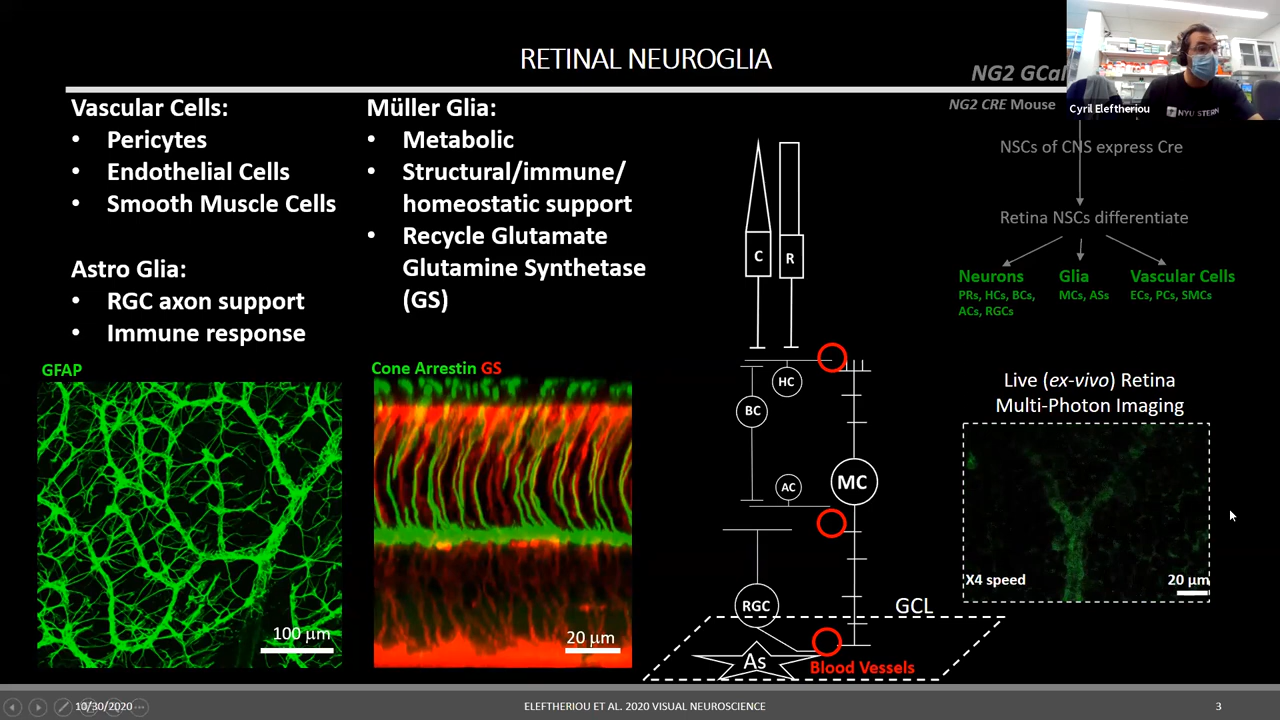 RETINAL NEUROGLIA
Cyril Eleftheriou
NYU STERN
Vascular Cells:
• Pericytes
• Endothelial Cells
• Smooth Muscle Cells
Astro Glia:
• RGC axon support
• Immune response
Müller Glia:
• Metabolic
• Structural/immune/
homeostatic support
• Recycle Glutamate
Glutamine Synthetase
(GS)
GFAP
100 µm
Cone Arrestin GS
20 µm
C
R
HC
BC
AC
MC
RGC
GCL
As
Blood Vessels
NG2
NG2 CRE Mouse
NSCs of CNS express Cre
Retina NSCs differentiate
Neurons
PRs, HCs, BCs,
ACs, RGCs
Glia
MCs, ASs
Vascular Cells
ECs, PCs, SMCs
Live (ex-vivo) Retina
Multi-Photon Imaging
X4 speed
20 µm
10/30/2020
ELEFTHERIOU ET AL. 2020 VISUAL NEUROSCIENCE
3